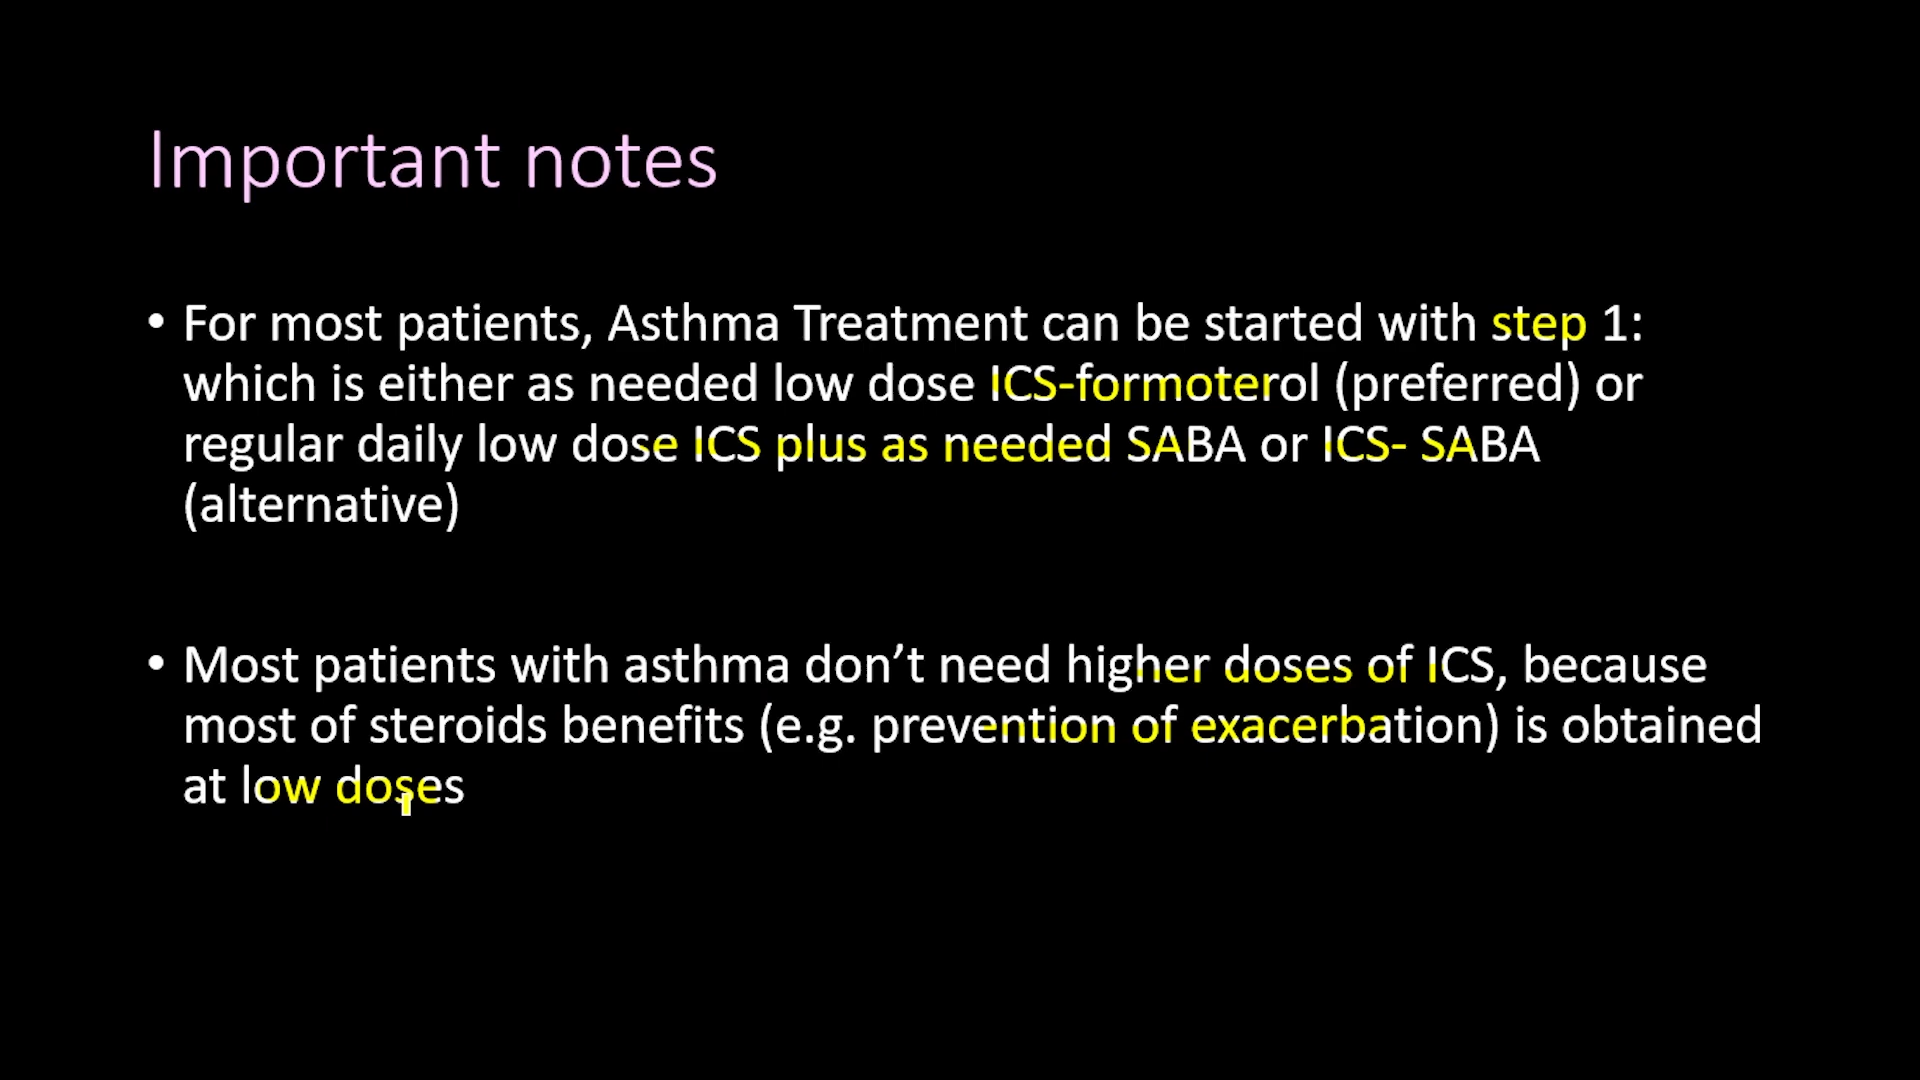 Important notes
• For most patients, Asthma Treatment can be started with step 1:
which is either as needed low dose ICS-formoterol (preferred) or
regular daily low dose ICS plus as needed SABA or ICS- SABA
(alternative)
• Most patients with asthma don’t need higher doses of ICS, because
most of steroids benefits (e.g. prevention of exacerbation) is obtained
at low doses